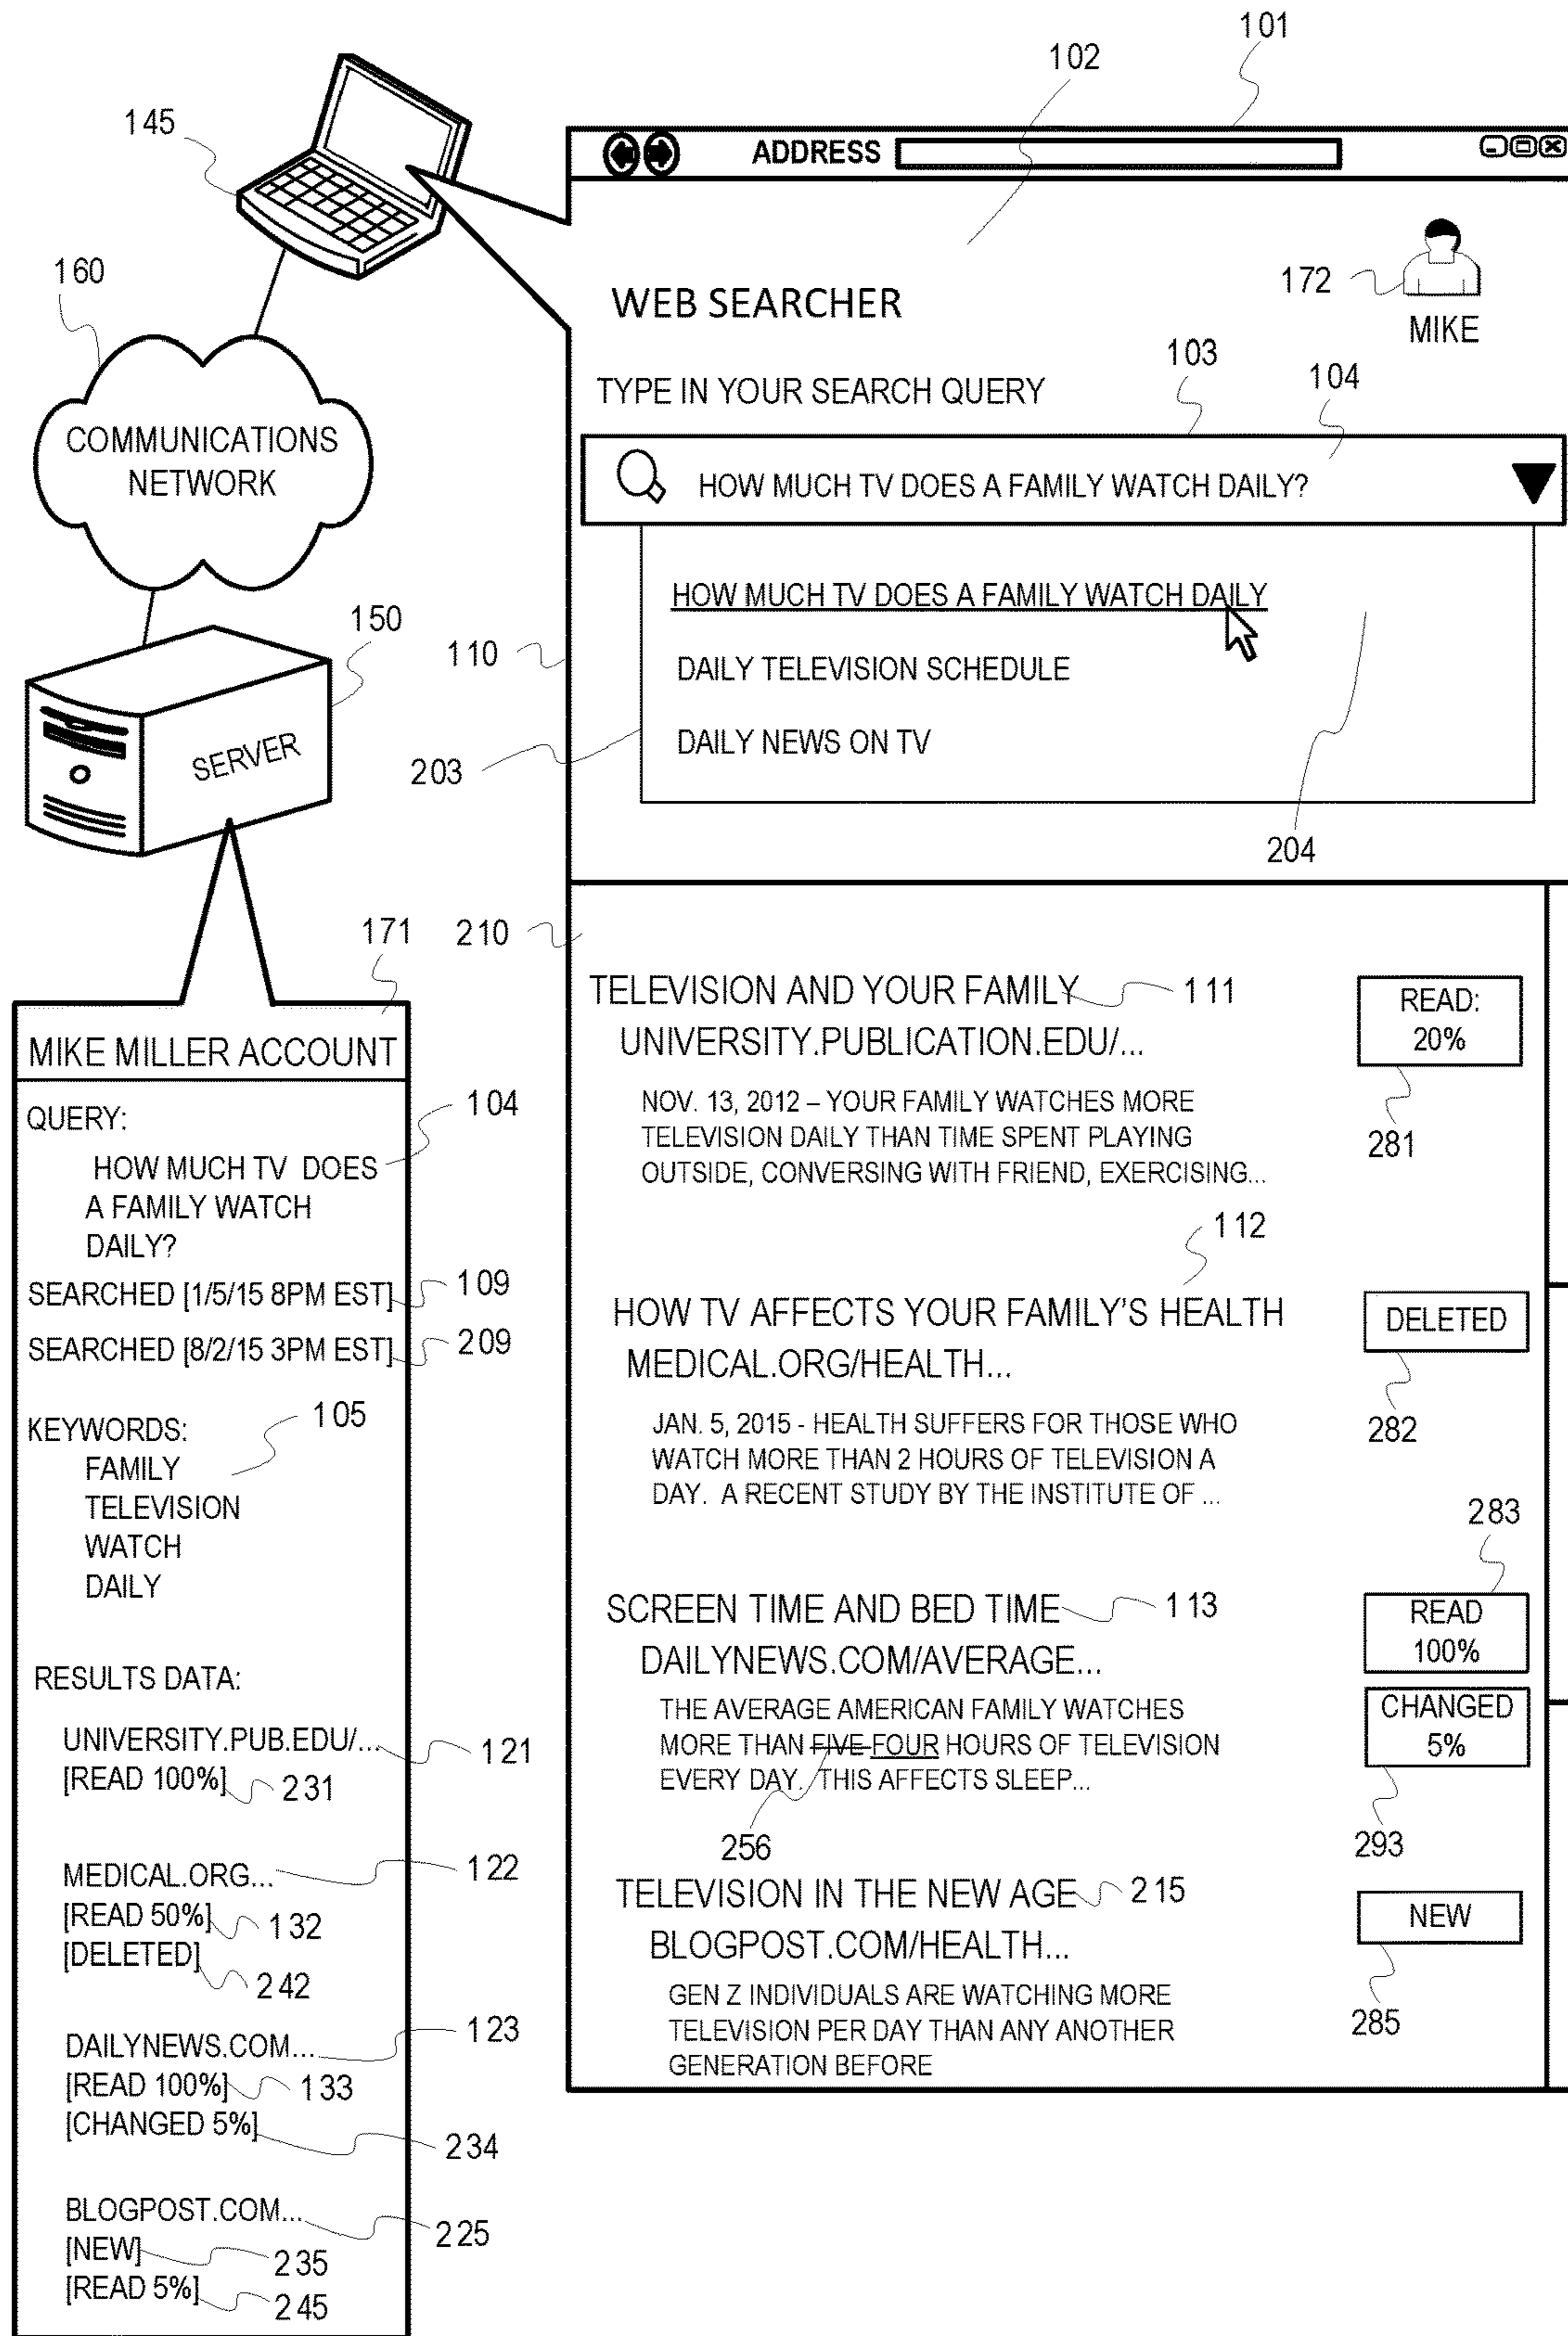 101
102
145
ADDRESS
160
172
WEB SEARCHER
MIKE
103
104
TYPE IN YOUR SEARCH QUERY
COMMUNICATIONS
NETWORK
HOW MUCH TV DOES A FAMILY WATCH DAILY?
HOW MUCH TV DOES A FAMILY WATCH DAILY
150
110
DAILY TELEVISION SCHEDULE
SERVER
203
DAILY NEWS ON TV
204
171
210
TELEVISION AND YOUR FAMILY
111
UNIVERSITY.PUBLICATION.EDU/...
READ:
20%
281
NOV. 13, 2012 – YOUR FAMILY WATCHES MORE
TELEVISION DAILY THAN TIME SPENT PLAYING
OUTSIDE, CONVERSING WITH FRIEND, EXERCISING...
112
HOW TV AFFECTS YOUR FAMILY'S HEALTH
MEDICAL.ORG/HEALTH...
DELETED
282
JAN. 5, 2015 - HEALTH SUFFERS FOR THOSE WHO
WATCH MORE THAN 2 HOURS OF TELEVISION A
DAY. A RECENT STUDY BY THE INSTITUTE OF ...
283
SCREEN TIME AND BED TIME
113
DAILYNEWS.COM/AVERAGE...
READ
100%
THE AVERAGE AMERICAN FAMILY WATCHES
MORE THAN FIVE FOUR HOURS OF TELEVISION
EVERY DAY. THIS AFFECTS SLEEP...
CHANGED
5%
256
293
TELEVISION IN THE NEW AGE
215
BLOGPOST.COM/HEALTH...
NEW
285
GEN Z INDIVIDUALS ARE WATCHING MORE
TELEVISION PER DAY THAN ANY ANOTHER
GENERATION BEFORE
MIKE MILLER ACCOUNT
QUERY:
104
HOW MUCH TV DOES
A FAMILY WATCH
DAILY?
SEARCHED [1/5/15 8PM EST]
109
SEARCHED [8/2/15 3PM EST]
209
KEYWORDS:
105
FAMILY
TELEVISION
WATCH
DAILY
RESULTS DATA:
UNIVERSITY.PUB.EDU/...
121
[READ 100%]
231
MEDICAL.ORG...
122
[READ 50%]
132
[DELETED]
242
DAILYNEWS.COM...
123
[READ 100%]
133
[CHANGED 5%]
234
BLOGPOST.COM...
225
[NEW]
235
[READ 5%]
245